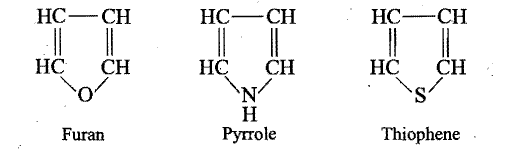 HC CH HC CH HC CH
HC CH HC CH HC CH
O N S
H
Furan Pyrrole Thiophene